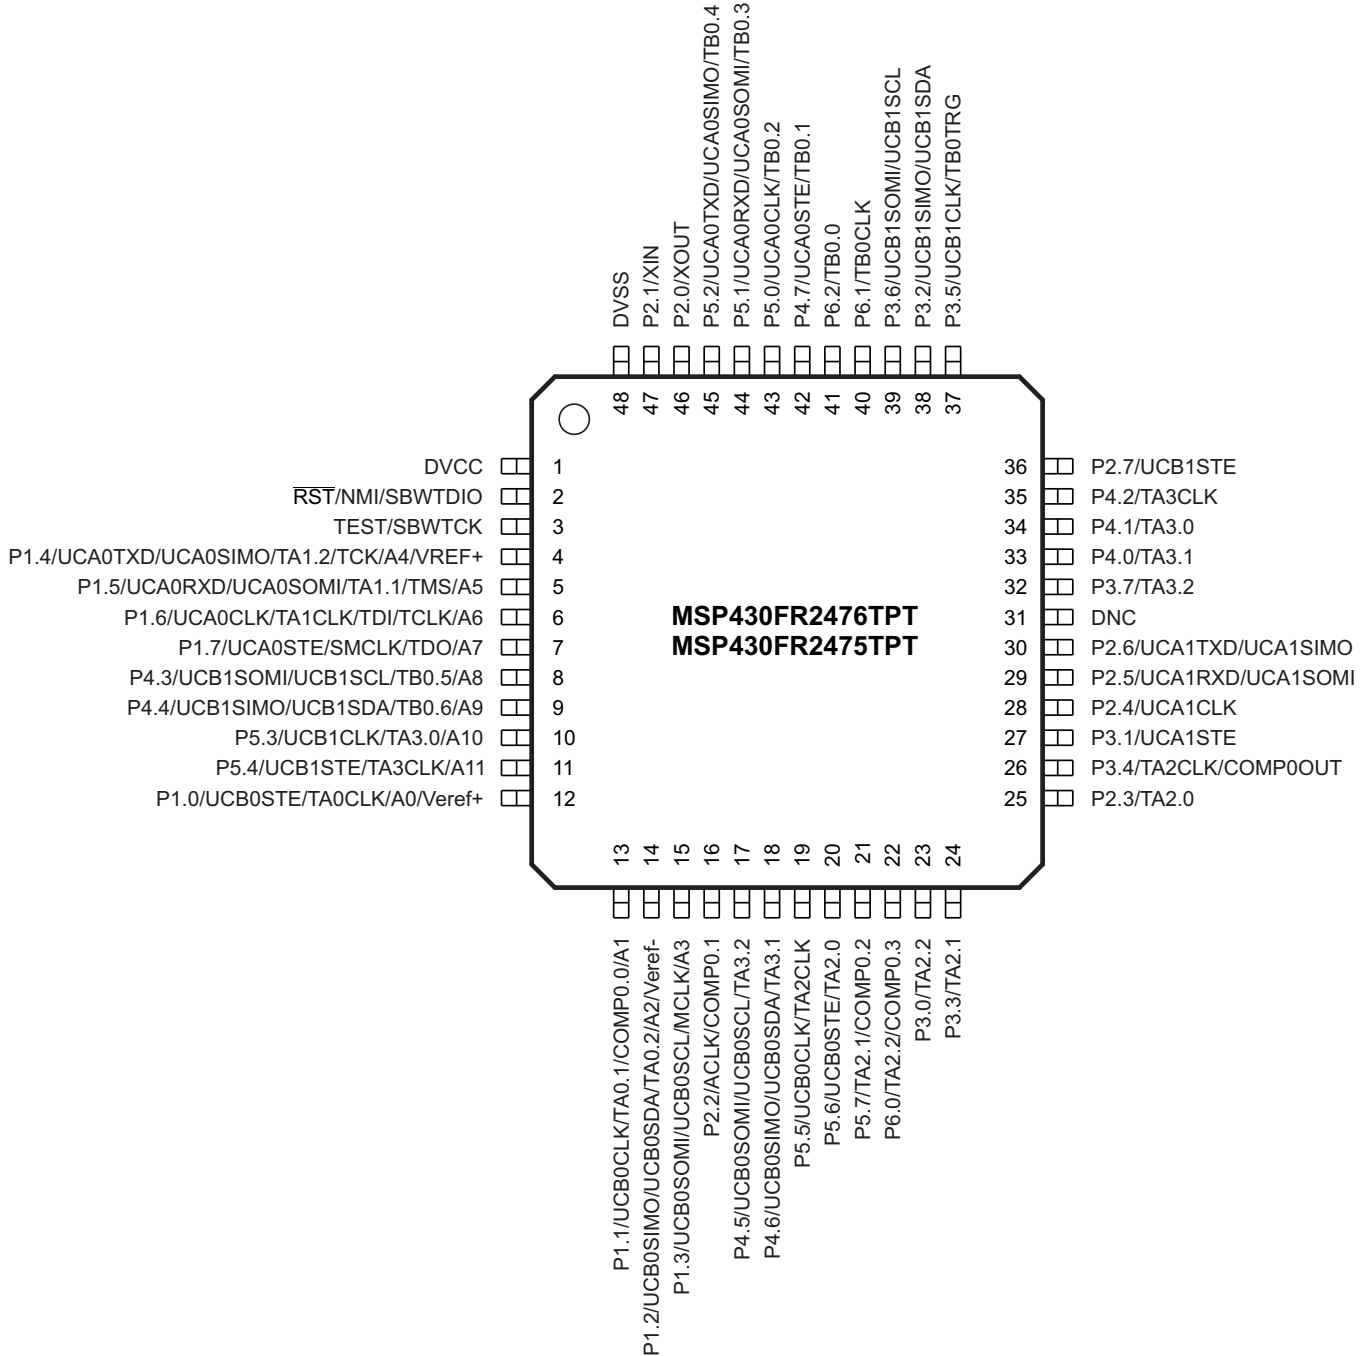 DVSS
P2.1/XIN
P2.0/XOUT
P5.2/UCA0TXD/UCA0SIMO/TB0.4
P5.1/UCA0RXD/UCA0SOMI/TB0.3
P5.0/UCA0CLK/TB0.2
P4.7/UCA0STE/TB0.1
P6.2/TB0.0
P6.1/TB0CLK
P3.6/UCB1SOMI/UCB1SCL
P3.2/UCB1SIMO/UCB1SDA
P3.5/UCB1CLK/TB0TRG
48
47
46
45
44
43
42
41
40
39
38
37
DVCC 1
RST/NMI/SBWTDIO 2
TEST/SBWTCK 3
P1.4/UCA0TXD/UCA0SIMO/TA1.2/TCK/A4/VREF+ 4
P1.5/UCA0RXD/UCA0SOMI/TA1.1/TMS/A5 5
P1.6/UCA0CLK/TA1CLK/TDI/TCLK/A6 6
P1.7/UCA0STE/SMCLK/TDO/A7 7
P4.3/UCB1SOMI/UCB1SCL/TB0.5/A8 8
P4.4/UCB1SIMO/UCB1SDA/TB0.6/A9 9
P5.3/UCB1CLK/TA3.0/A10 10
P5.4/UCB1STE/TA3CLK/A11 11
P1.0/UCB0STE/TA0CLK/A0/Veref+ 12
MSP430FR2476TPT
MSP430FR2475TPT
36 P2.7/UCB1STE
35 P4.2/TA3CLK
34 P4.1/TA3.0
33 P4.0/TA3.1
32 P3.7/TA3.2
31 DNC
30 P2.6/UCA1TXD/UCA1SIMO
29 P2.5/UCA1RXD/UCA1SOMI
28 P2.4/UCA1CLK
27 P3.1/UCA1STE
26 P3.4/TA2CLK/COMP0OUT
25 P2.3/TA2.0
13
14
15
16
17
18
19
20
21
22
23
24
P1.1/UCB0CLK/TA0.1/COMP0.0/A1
P1.2/UCB0SIMO/UCB0SDA/TA0.2/A2/Veref-
P1.3/UCB0SOMI/UCB0SCL/MCLK/A3
P2.2/ACLK/COMP0.1
P4.5/UCB0SOMI/UCB0SCL/TA3.2
P4.6/UCB0SIMO/UCB0SDA/TA3.1
P5.5/UCB0CLK/TA2CLK
P5.6/UCB0STE/TA2.0
P5.7/TA2.1/COMP0.2
P6.0/TA2.2/COMP0.3
P3.0/TA2.2
P3.3/TA2.1